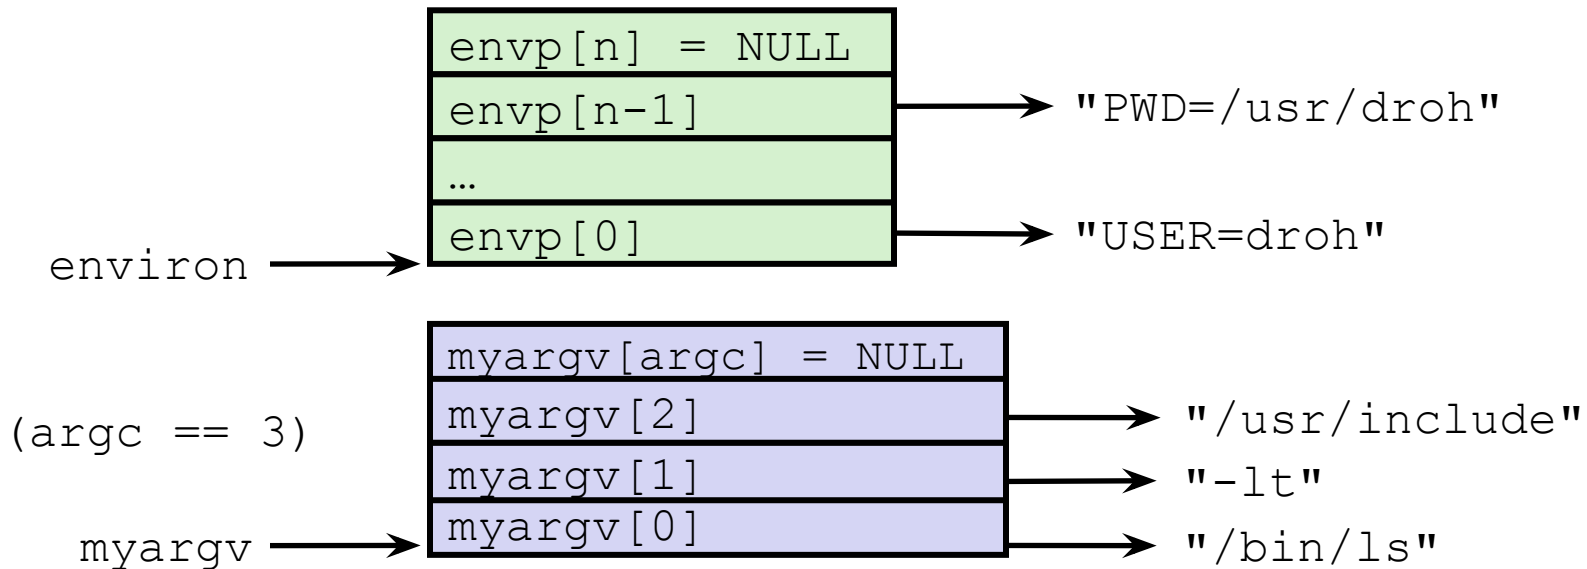 envp[n] = NULL
envp[n-1]
"PWD=/usr/droh"
…
envp[0]
"USER=droh"
environ
myargv[argc] = NULL
myargv[2]
"/usr/include"
(argc == 3)
myargv[1]
"-lt"
myargv[0]
"/bin/ls"
myargv